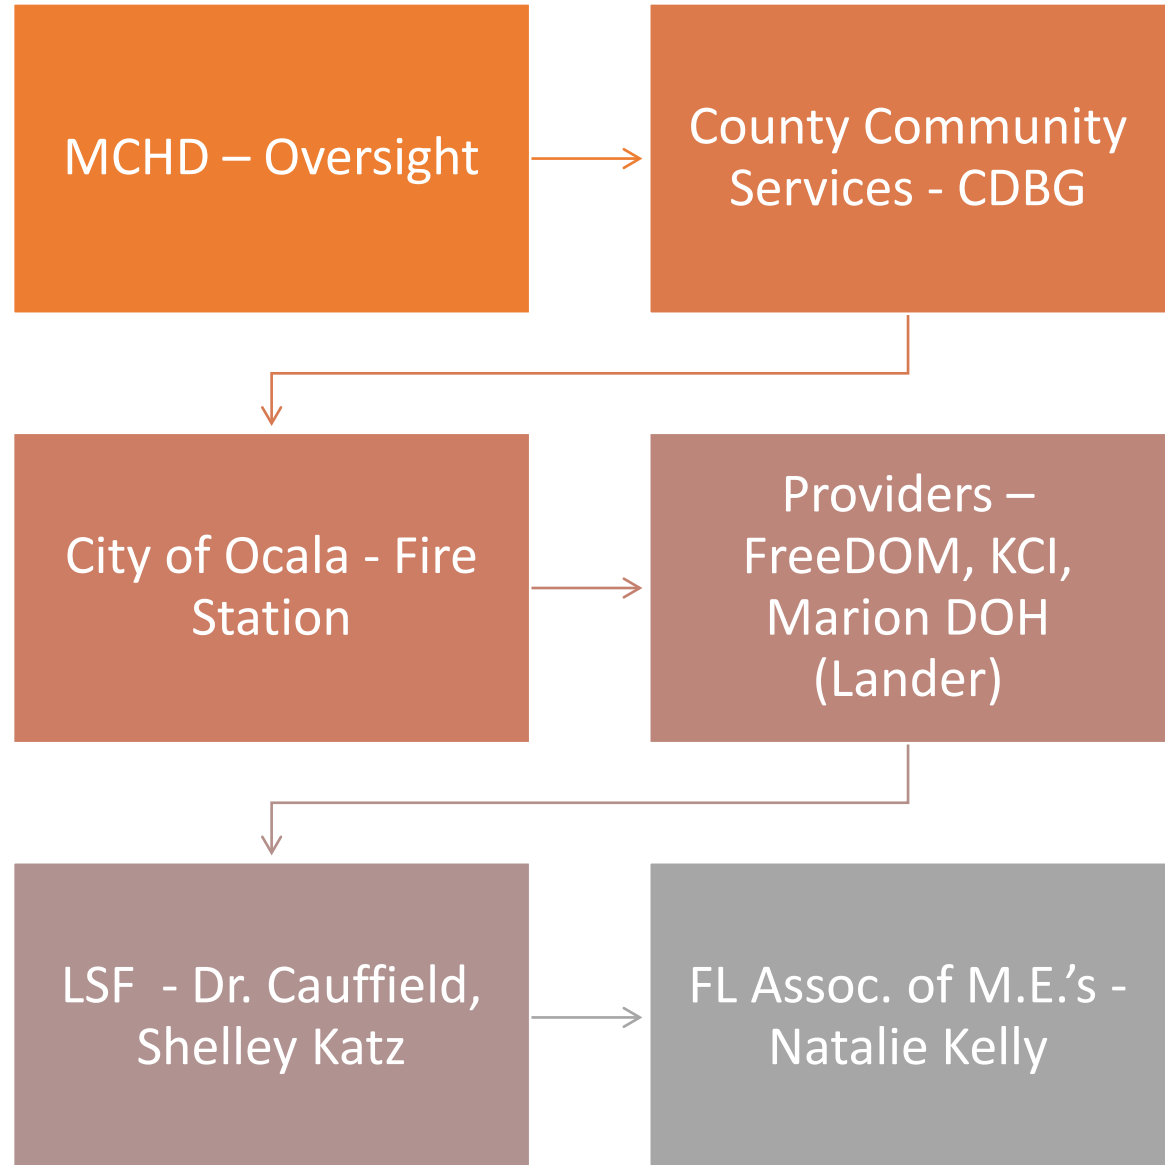 MCHD – Oversight
County Community
Services - CDBG
City of Ocala - Fire
Station
Providers –
FreeDOM, KCI,
Marion DOH
(Lander)
LSF  - Dr. Cauffield,
Shelley Katz
FL Assoc. of M.E.’s -
Natalie Kelly